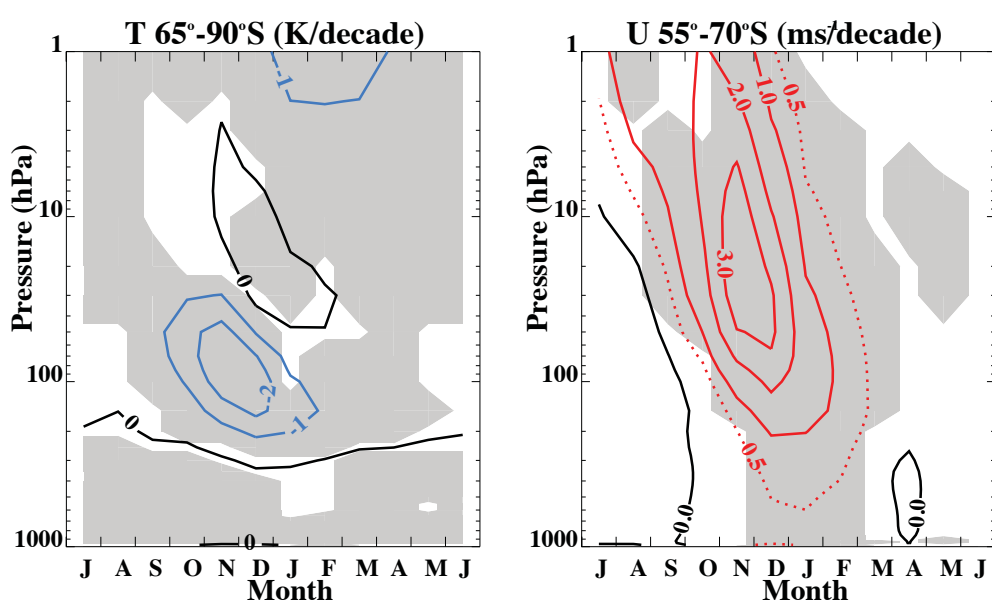 T 65°-90°S (K/decade)
U 55°-70°S (ms⁻¹/decade)
Pressure (hPa)
1
10
100
1000
-1
0
-2
-1
0
0
J A S O N D J F M A M J
Month
Pressure (hPa)
1
10
100
1000
2.0
1.0
0.5
3.0
0.5
-0.0
-0.0
J A S O N D J F M A M J
Month